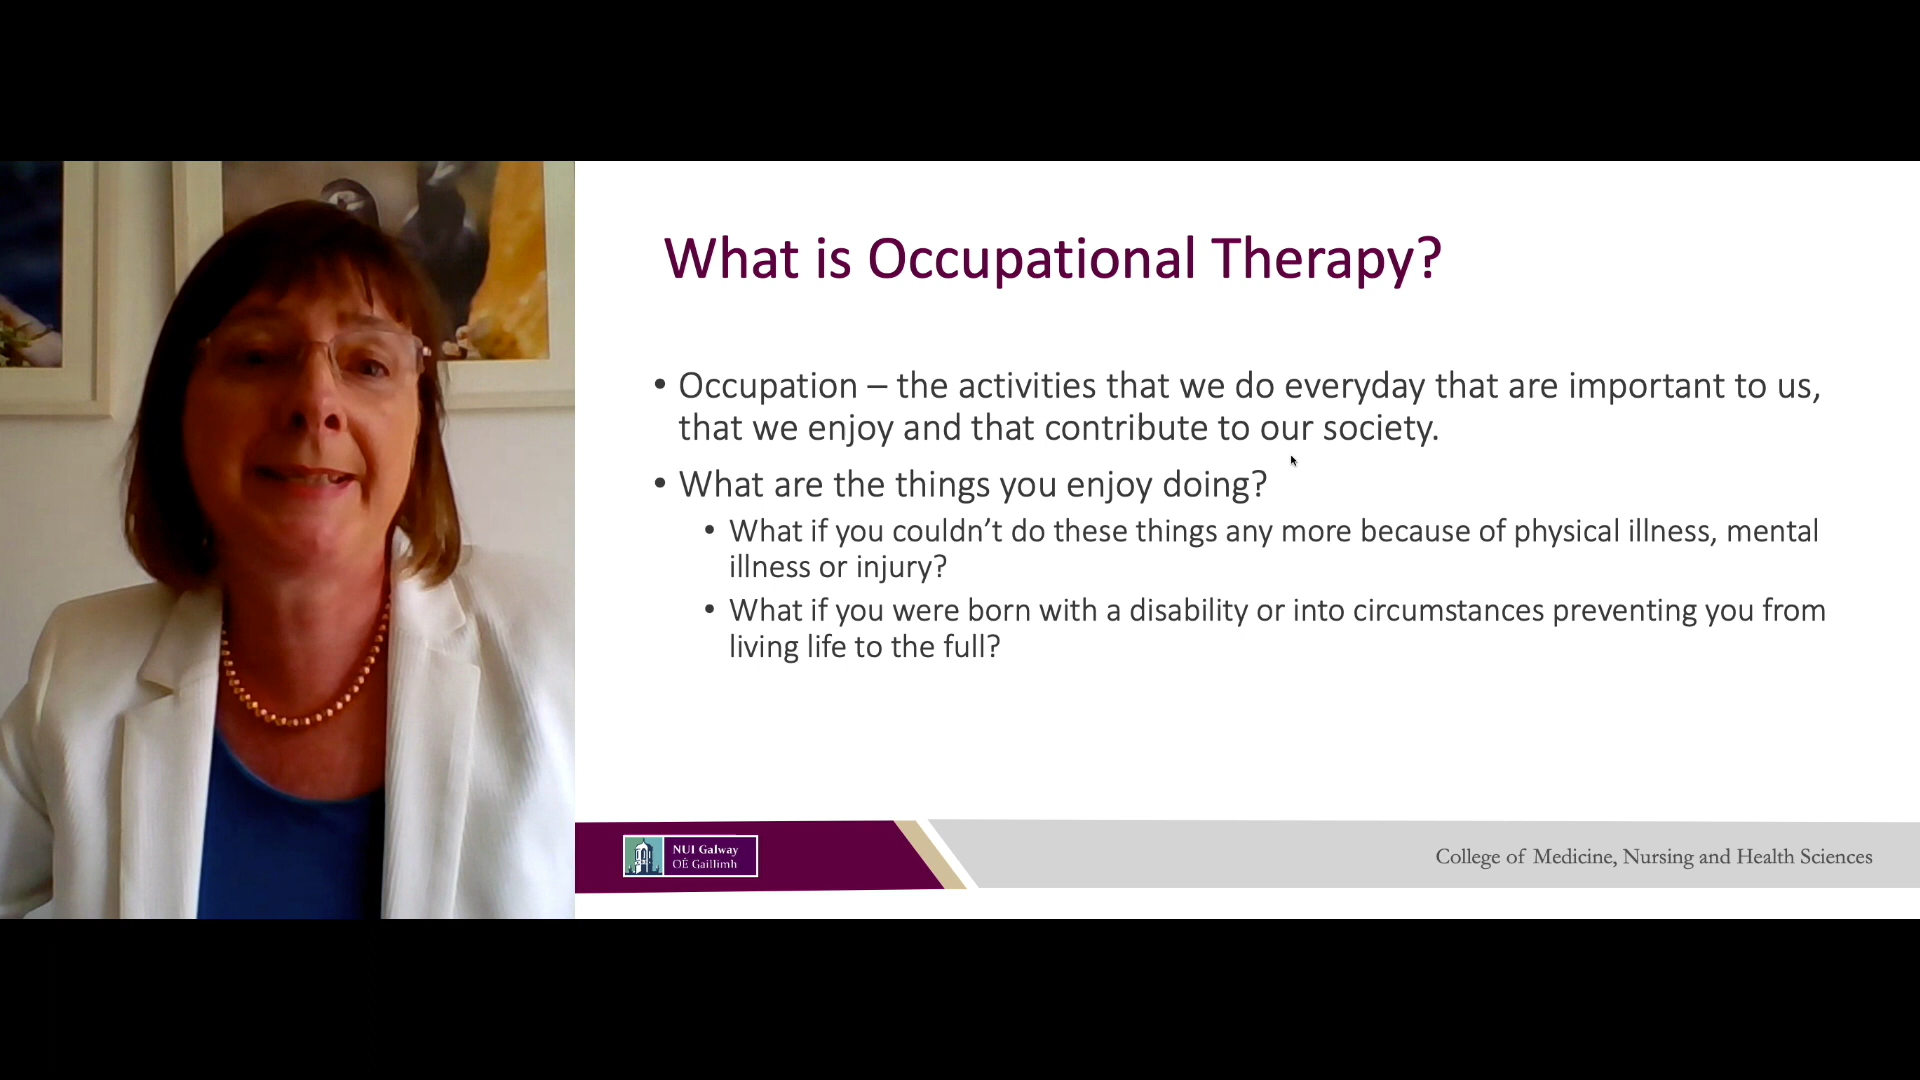 What is Occupational Therapy?
• Occupation – the activities that we do everyday that are important to us,
that we enjoy and that contribute to our society.
• What are the things you enjoy doing?
• What if you couldn’t do these things any more because of physical illness, mental
illness or injury?
• What if you were born with a disability or into circumstances preventing you from
living life to the full?
NUI Galway
OÉ Gaillimh
College of Medicine, Nursing and Health Sciences